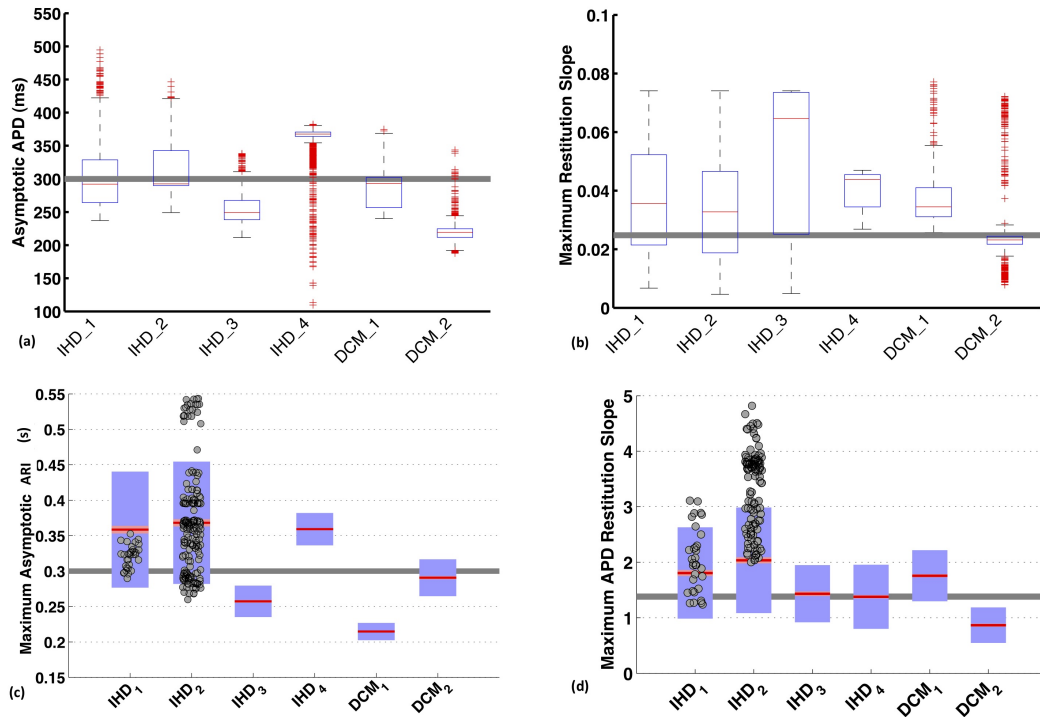 Asymptotic APD (ms)
550
500
450
400
350
300
250
200
150
100
IHD_1
IHD_2
IHD_3
IHD_4
DCM_1
DCM_2
(a)
Maximum Restitution Slope
0.1
0.08
0.06
0.04
0.02
0
IHD_1
IHD_2
IHD_3
IHD_4
DCM_1
DCM_2
(b)
Maximum Asymptotic ARI (s)
0.55
0.5
0.45
0.4
0.35
0.3
0.25
0.2
0.15
IHD₁
IHD₂
IHD₃
IHD₄
DCM₁
DCM₂
(c)
Maximum APD Restitution Slope
5
4
3
2
1
0
IHD₁
IHD₂
IHD₃
IHD₄
DCM₁
DCM₂
(d)